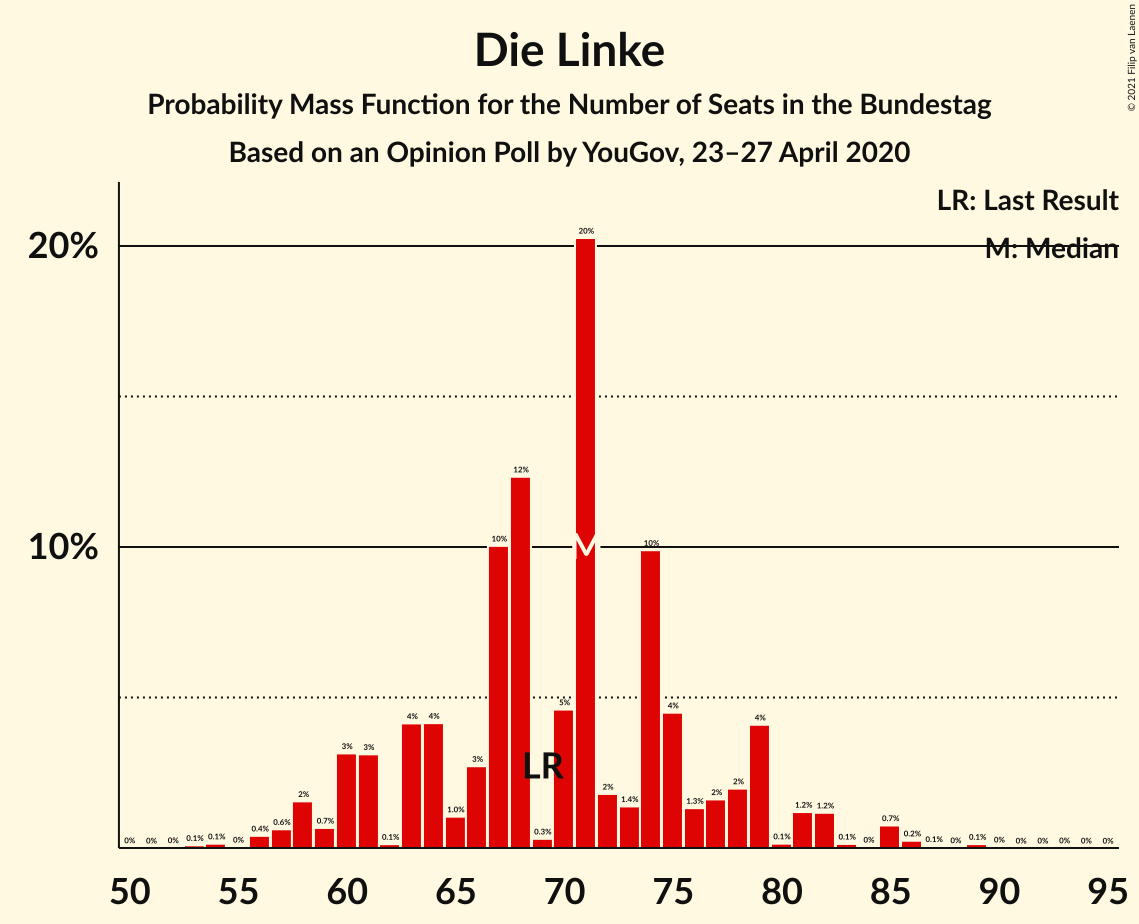 Die Linke
Probability Mass Function for the Number of Seats in the Bundestag
Based on an Opinion Poll by YouGov, 23–27 April 2020
© 2021 Filip van Laenen
LR: Last Result
M: Median
20%
10%
0% 0% 0% 0.1% 0.1% 0% 0.4% 0.6% 2% 0.7% 3% 3% 0.1% 4% 4% 1.0% 3% 10% 12% 0.3% 5% 20% 2% 1.4% 10% 4% 1.3% 2% 2% 4% 0.1% 1.2% 1.2% 0.1% 0% 0.7% 0.2% 0.1% 0% 0.1% 0% 0% 0% 0% 0% 0%
M
LR
50 55 60 65 70 75 80 85 90 95